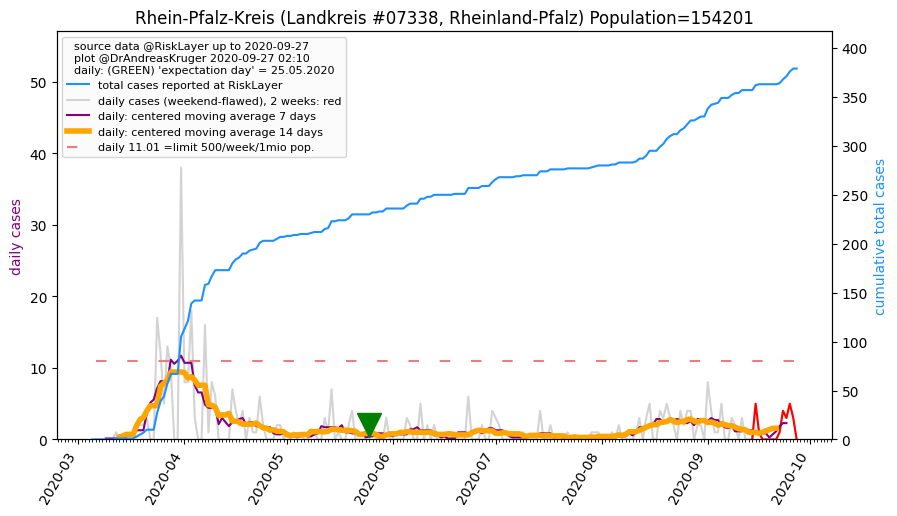 Rhein-Pfalz-Kreis (Landkreis #07338, Rheinland-Pfalz) Population=154201
source data @RiskLayer up to 2020-09-27
plot @DrAndreasKruger 2020-09-27 02:10
daily: (GREEN) 'expectation day' = 25.05.2020
total cases reported at RiskLayer
daily cases (weekend-flawed), 2 weeks: red
daily: centered moving average 7 days
daily: centered moving average 14 days
daily 11.01 =limit 500/week/1mio pop.
daily cases
50
40
30
20
10
0
400
350
300
250
200
150
100
50
0
cumulative total cases
2020-03
2020-04
2020-05
2020-06
2020-07
2020-08
2020-09
2020-10